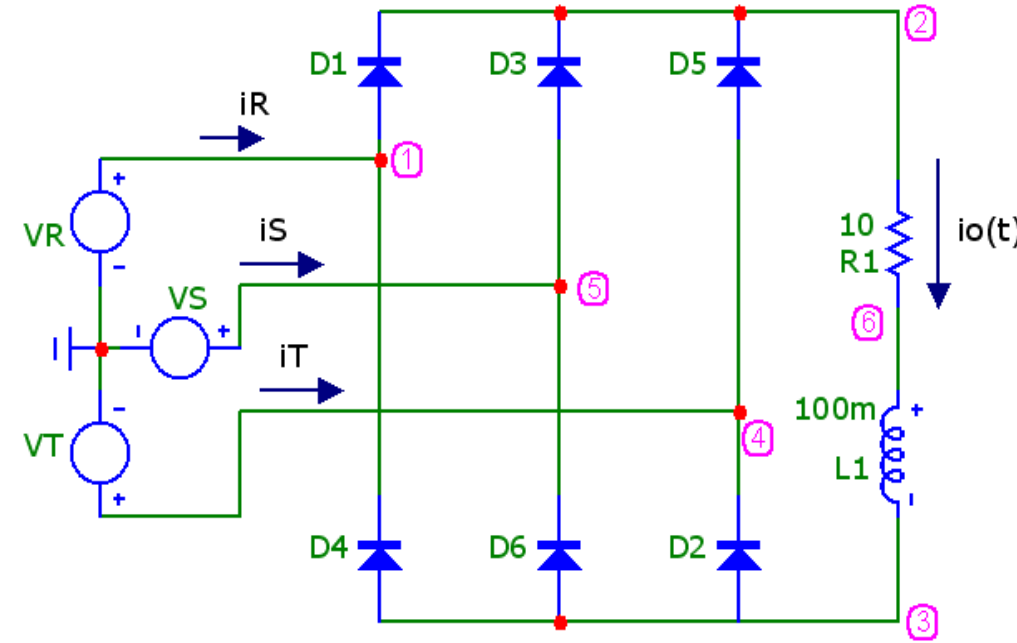 2
D1
D3
D5
iR
1
+
VR
-
10
R1
io(t)
iS
5
VS
-
+
6
iT
-
VT
+
4
100m
+
L1
-
D4
D6
D2
3